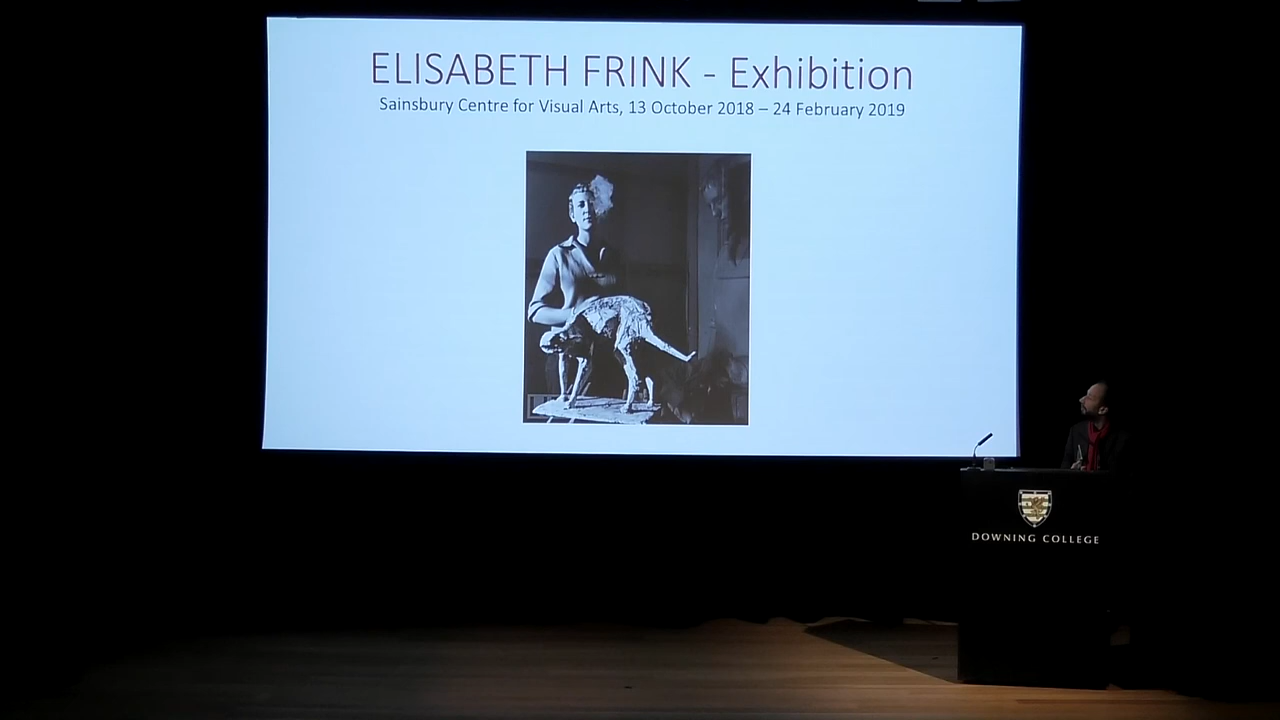 ELISABETH FRINK - Exhibition
Sainsbury Centre for Visual Arts, 13 October 2018 – 24 February 2019
DOWNING COLLEGE